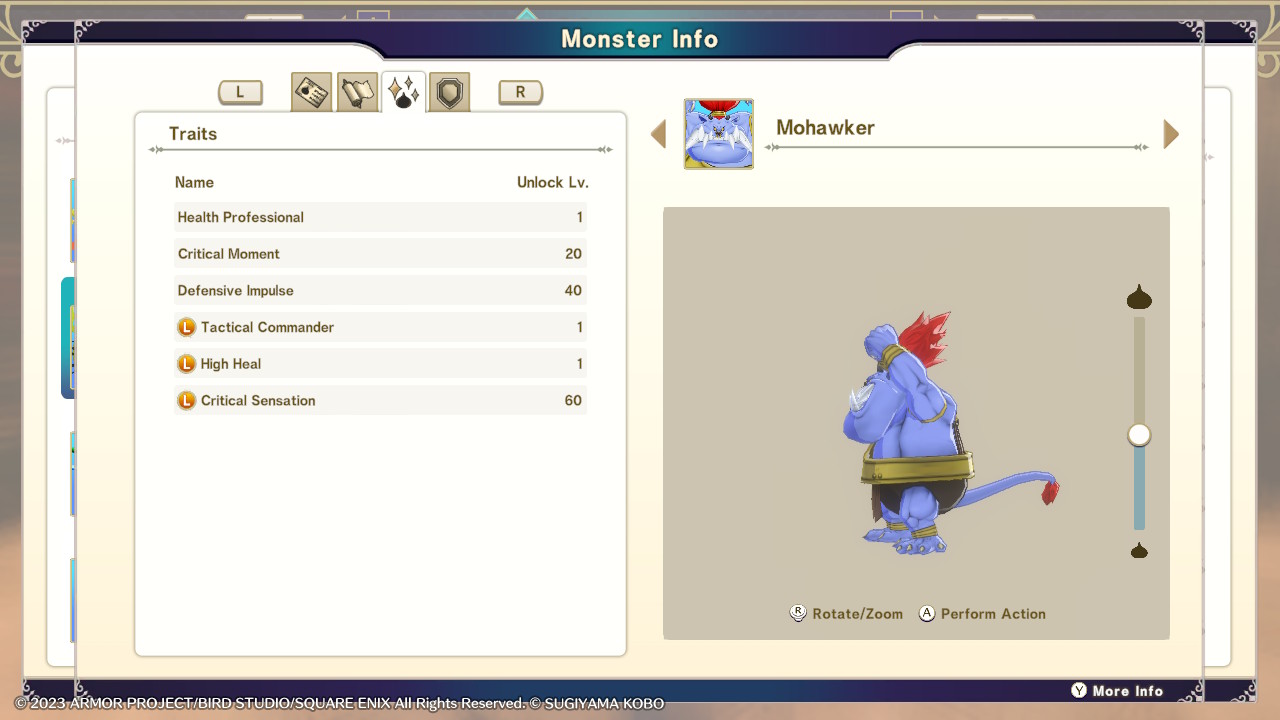 Monster Info
L
R
Traits
Mohawker
Name Unlock Lv.
Health Professional 1
Critical Moment 20
Defensive Impulse 40
L Tactical Commander 1
L High Heal 1
L Critical Sensation 60
R Rotate/Zoom A Perform Action
Y More Info
© 2023 ARMOR PROJECT/BIRD STUDIO/SQUARE ENIX All Rights Reserved. © SUGIYAMA KOBO